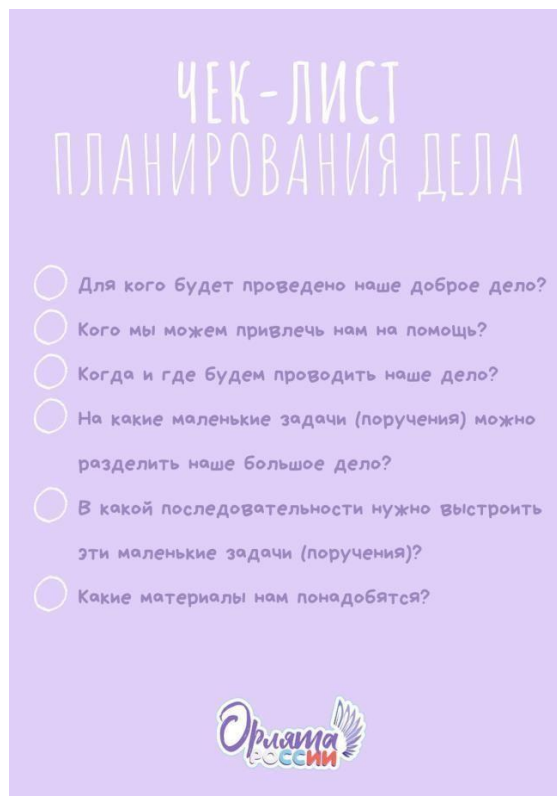 ЧЕК-ЛИСТ
ПЛАНИРОВАНИЯ ДЕЛА
Для кого будет проведено наше доброе дело?
Кого мы можем привлечь нам на помощь?
Когда и где будем проводить наше дело?
На какие маленькие задачи (поручения) можно
разделить наше большое дело?
В какой последовательности нужно выстроить
эти маленькие задачи (поручения)?
Какие материалы нам понадобятся?
Орлята
РОССИИ